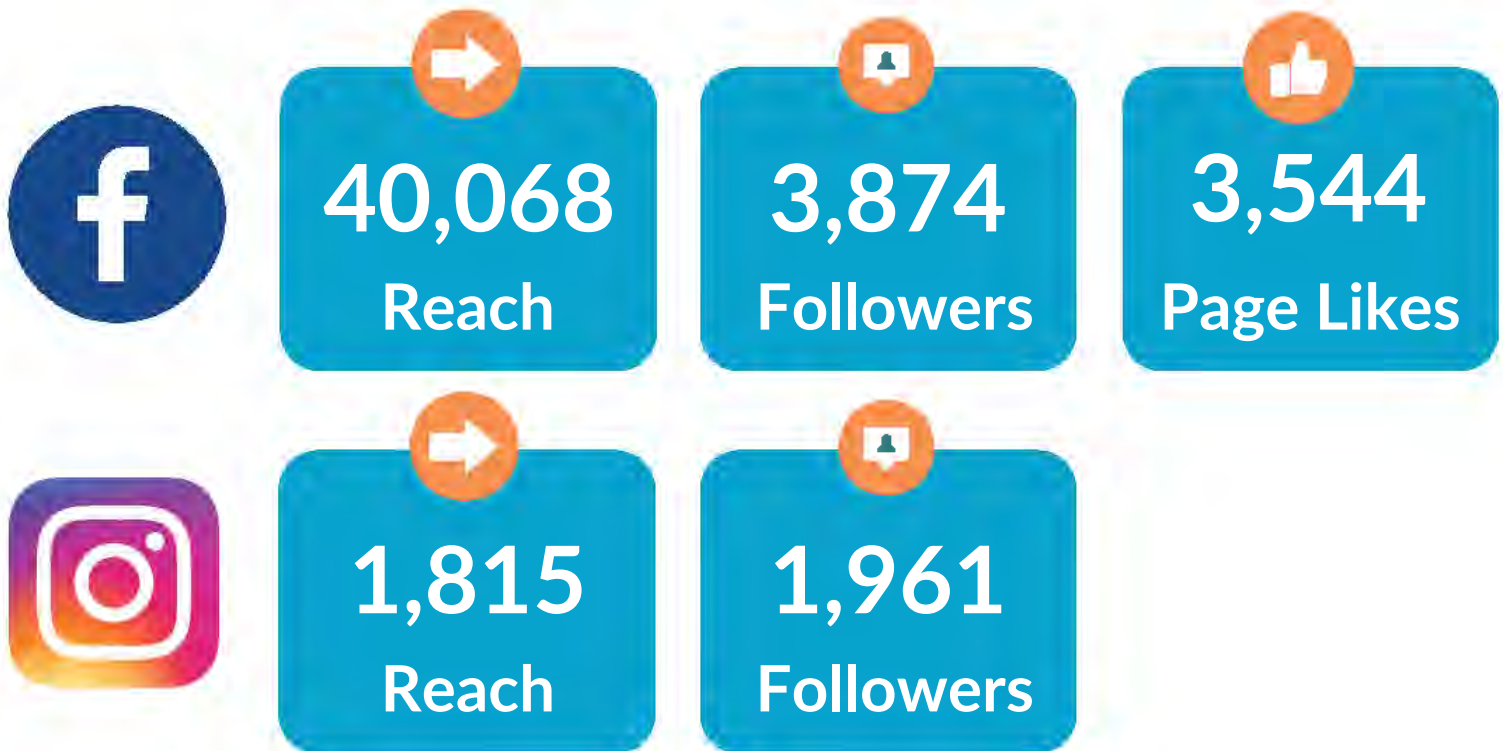 40,068
Reach
3,874
Followers
3,544
Page Likes
1,815
Reach
1,961
Followers